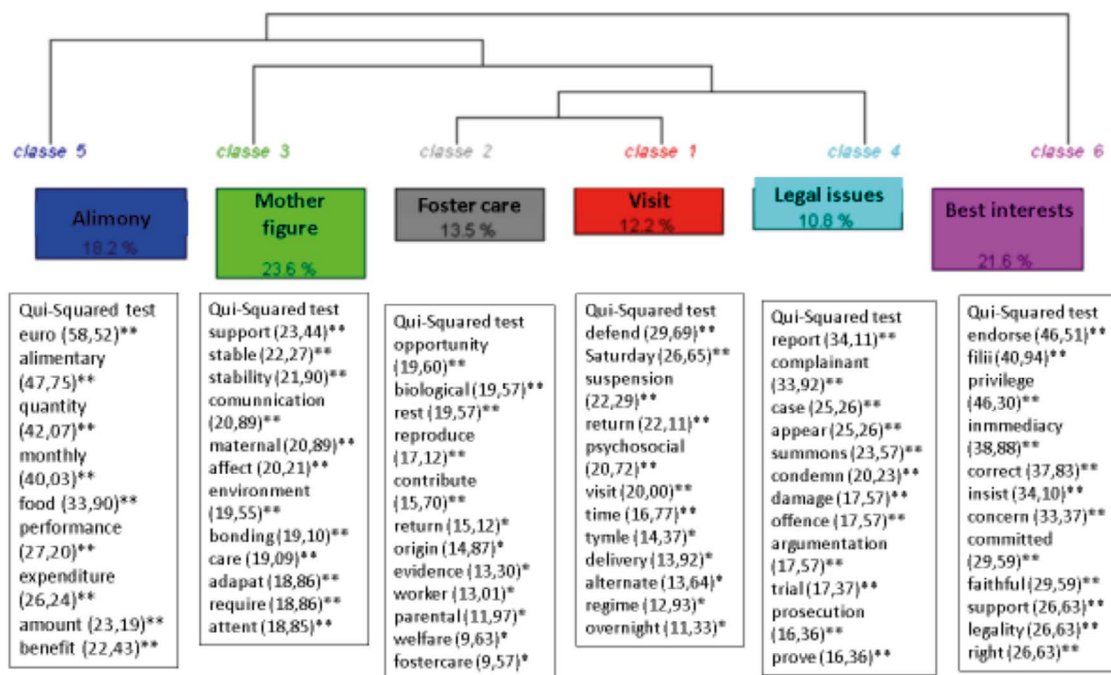 classe 5
classe 3
classe 2
classe 1
classe 4
classe 6
Alimony
18.2 %
Mother
figure
23.6 %
Foster care
13.5 %
Visit
12.2 %
Legal issues
10.8 %
Best interests
21.6 %
Qui-Squared test
euro (58,52)**
alimentary
(47,75)**
quantity
(42,07)**
monthly
(40,03)**
food (33,90)**
performance
(27,20)**
expenditure
(26,24)**
amount (23,19)**
benefit (22,43)**
Qui-Squared test
support (23,44)**
stable (22,27)**
stability (21,90)**
comunnication
(20,89)**
maternal (20,89)**
affect (20,21)**
environment
(19,55)**
bonding (19,10)**
care (19,09)**
adapat (18,86)**
require (18,86)**
attent (18,85)**
Qui-Squared test
opportunity
(19,60)**
biological (19,57)**
rest (19,57)**
reproduce
(17,12)**
contribute
(15,70)**
return (15,12)*
origin (14,87)*
evidence (13,30)*
worker (13,01)*
parental (11,97)*
welfare (9,63)*
fostercare (9,57)*
Qui-Squared test
defend (29,69)**
Saturday (26,65)**
suspension
(22,29)**
return (22,11)**
psychosocial
(20,72)**
visit (20,00)**
time (16,77)**
tymle (14,37)*
delivery (13,92)*
alternate (13,64)*
regime (12,93)*
overnight (11,33)*
Qui-Squared test
report (34,11)**
complainant
(33,92)**
case (25,26)**
appear (25,26)**
summons (23,57)**
condemn (20,23)**
damage (17,57)**
offence (17,57)**
argumentation
(17,57)**
trial (17,37)**
prosecution
(16,36)**
prove (16,36)**
Qui-Squared test
endorse (46,51)**
filii (40,94)**
privilege
(46,30)**
inmmediacy
(38,88)**
correct (37,83)**
insist (34,10)**
concern (33,37)**
committed
(29,59)**
faithful (29,59)**
support (26,63)**
legality (26,63)**
right (26,63)**